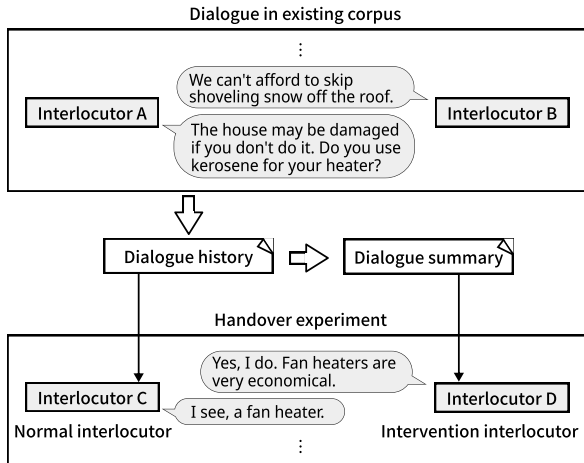 Dialogue in existing corpus
⋮
We can't afford to skip
shoveling snow off the roof.
Interlocutor A
Interlocutor B
The house may be damaged
if you don't do it. Do you use
kerosene for your heater?
Dialogue history
Dialogue summary
Handover experiment
Yes, I do. Fan heaters are
very economical.
Interlocutor C
Interlocutor D
I see, a fan heater.
Normal interlocutor
Intervention interlocutor
⋮